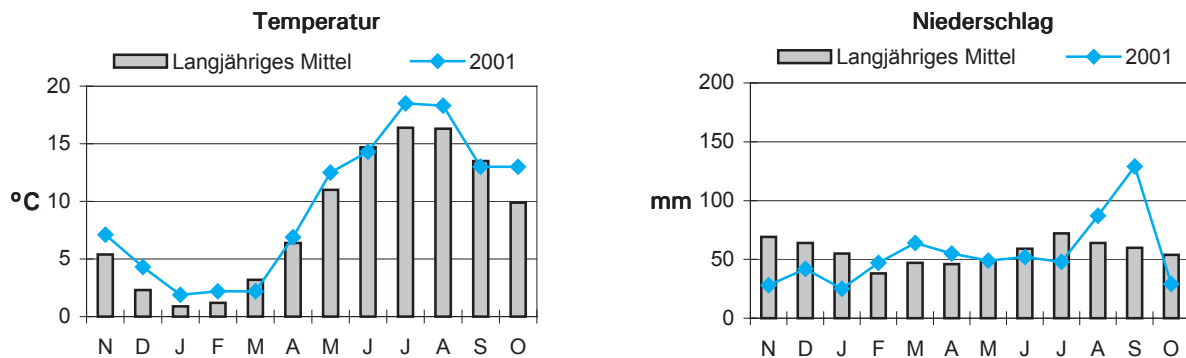 Temperatur
Langjähriges Mittel 2001
20
15
10
5
0
°C
N D J F M A M J J A S O
Niederschlag
Langjähriges Mittel 2001
200
150
100
50
0
mm
N D J F M A M J J A S O